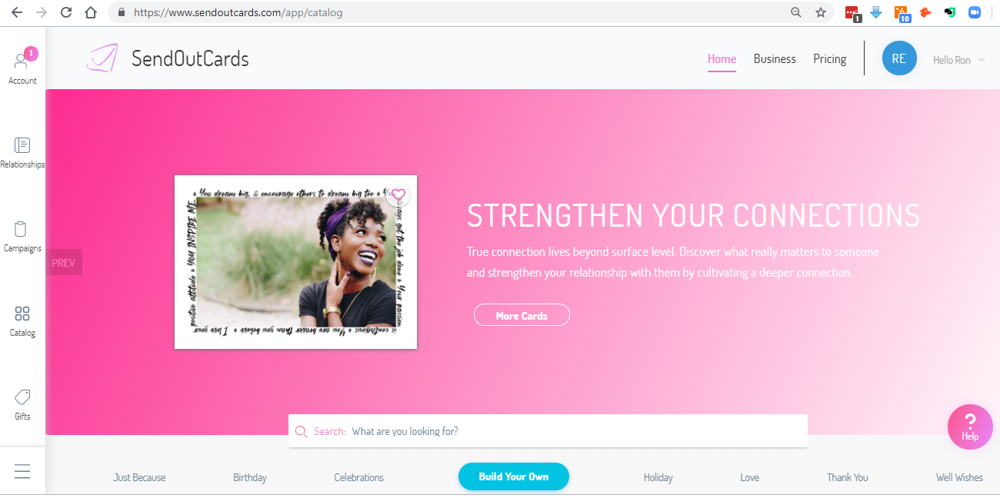 https://www.sendoutcards.com/app/catalog
1
10
1
Account
SendOutCards
Home
Business
Pricing
RE
Hello Ron
Relationships
Campaigns
Catalog
Gifts
PREV
You dream big, & encourage others to dream big too
always get the job done * Your passion
is contagious * You are braver than you believe * I love your
positive attitude * YOU INSPIRE ME
STRENGTHEN YOUR CONNECTIONS
True connection lives beyond surface level. Discover what really matters to someone
and strengthen your relationship with them by cultivating a deeper connection.
More Cards
Search: What are you looking for?
Help
Just Because
Birthday
Celebrations
Build Your Own
Holiday
Love
Thank You
Well Wishes